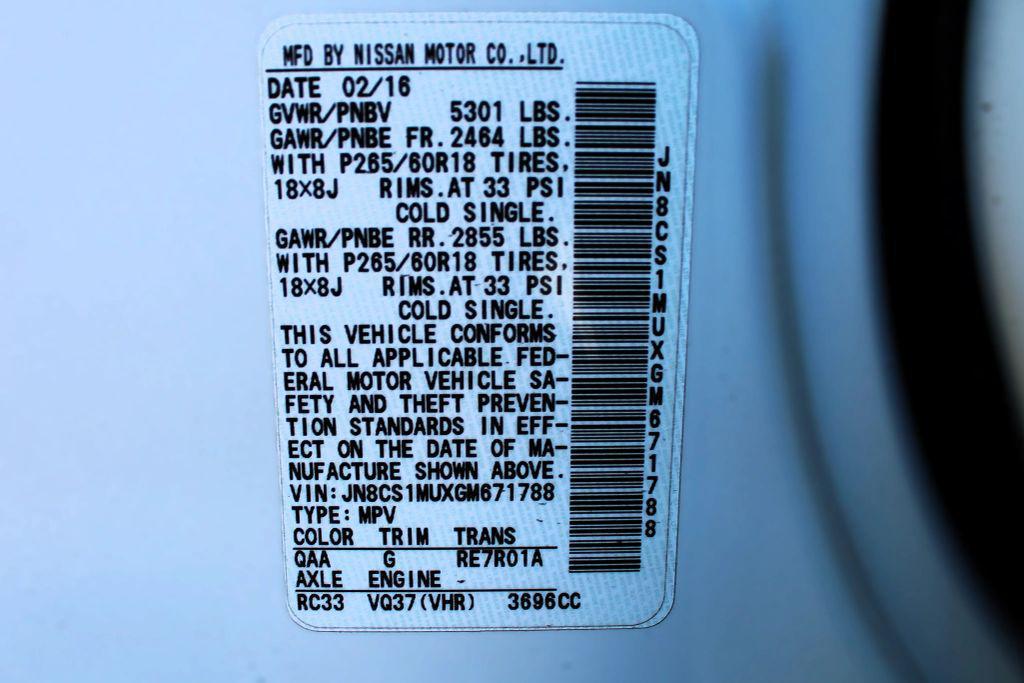 MFD BY NISSAN MOTOR CO.,LTD.
DATE 02/16
GVWR/PNBV 5301 LBS.
GAWR/PNBE FR. 2464 LBS.
WITH P265/60R18 TIRES,
18×8J RIMS. AT 33 PSI
COLD SINGLE.
GAWR/PNBE RR. 2855 LBS.
WITH P265/60R18 TIRES,
18×8J RIMS. AT 33 PSI
COLD SINGLE.
THIS VEHICLE CONFORMS
TO ALL APPLICABLE FED-
ERAL MOTOR VEHICLE SA-
FETY AND THEFT PREVEN-
TION STANDARDS IN EFF-
ECT ON THE DATE OF MA-
NUFACTURE SHOWN ABOVE.
VIN: JN8CS1MUXGM671788
TYPE: MPV
COLOR TRIM TRANS
QAA G RE7R01A
AXLE ENGINE
RC33 VQ37(VHR) 3696CC
JN8CS1MUXGM671788